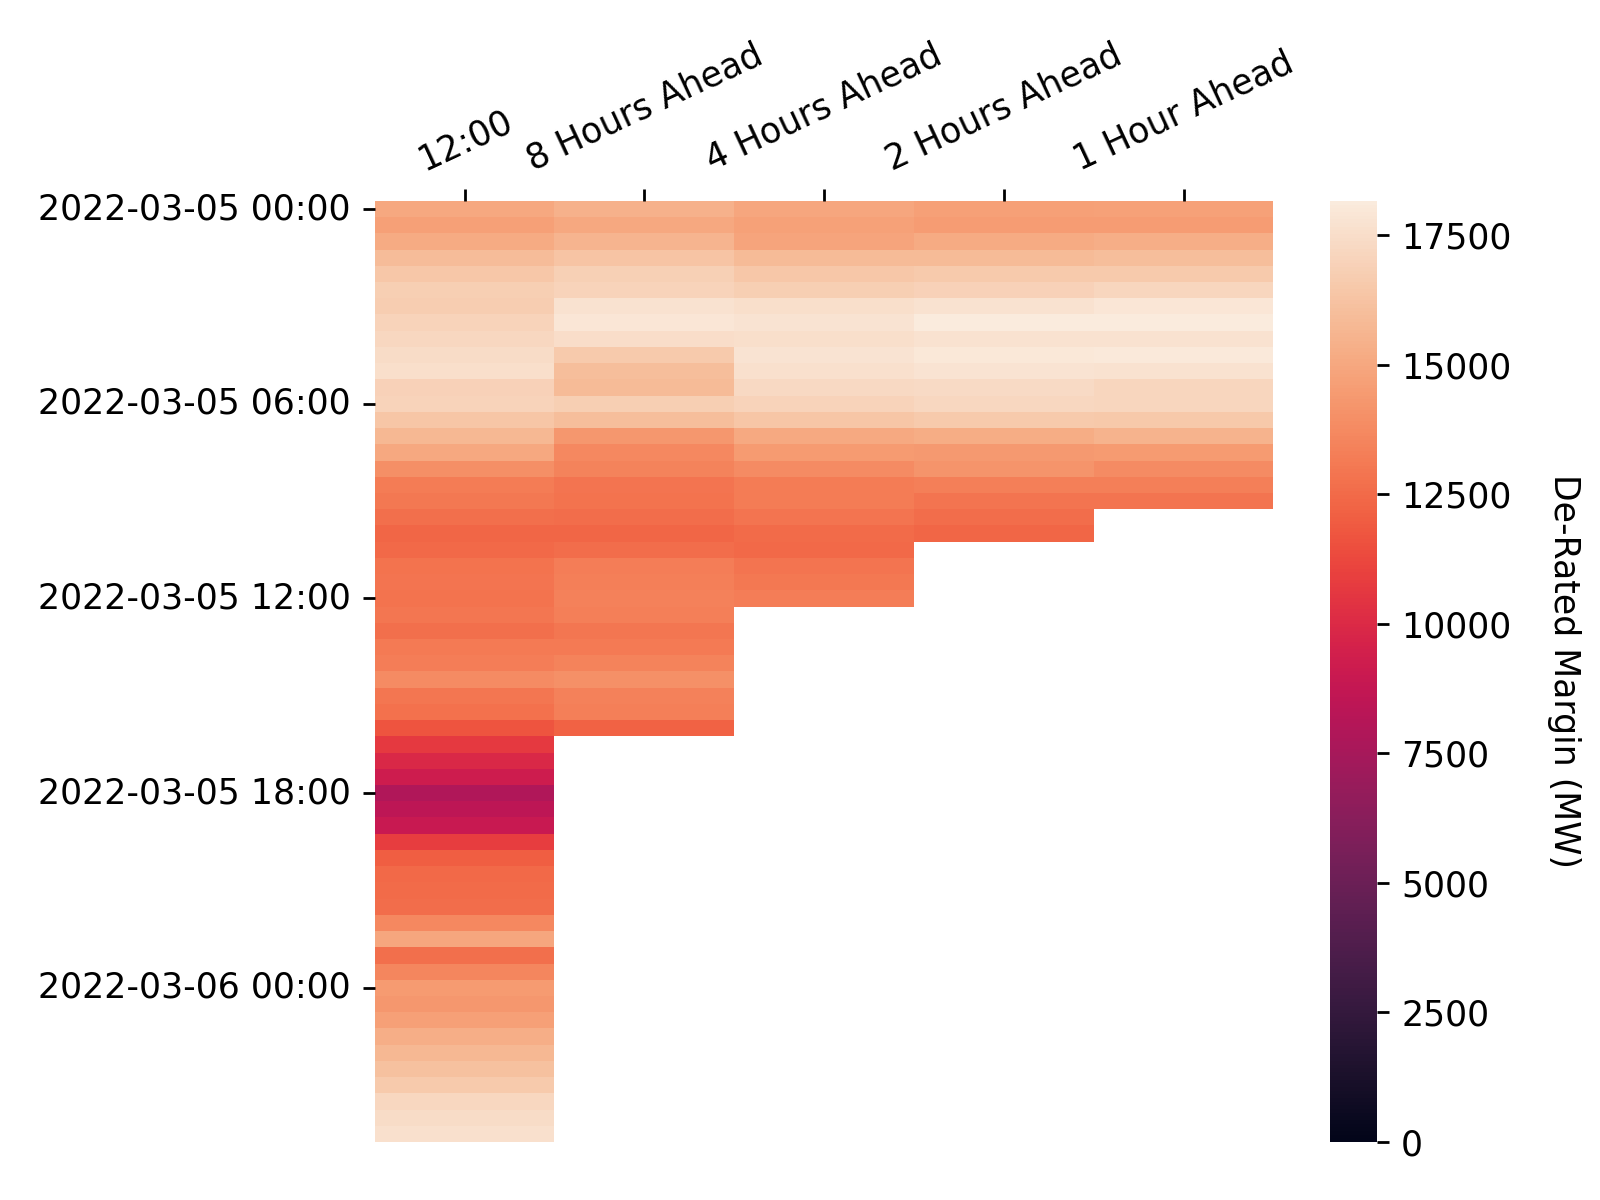 12:00
8 Hours Ahead
4 Hours Ahead
2 Hours Ahead
1 Hour Ahead
2022-03-05 00:00
2022-03-05 06:00
2022-03-05 12:00
2022-03-05 18:00
2022-03-06 00:00
17500
15000
12500
10000
7500
5000
2500
0
De-Rated Margin (MW)